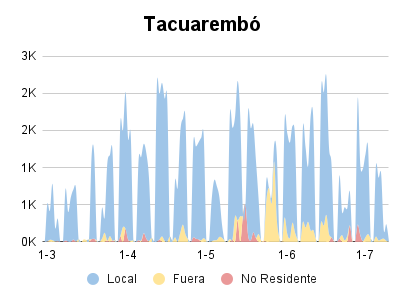 Tacuarembó
3K
2K
2K
1K
1K
0K
1-3 1-4 1-5 1-6 1-7
Local Fuera No Residente